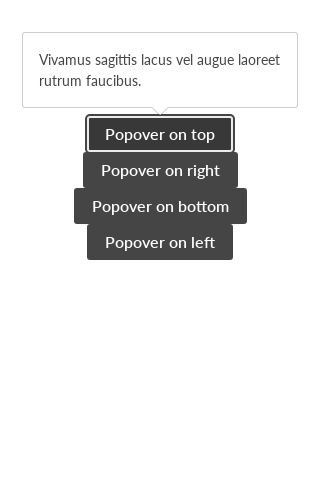 Vivamus sagittis lacus vel augue laoreet
rutrum faucibus.
Popover on top
Popover on right
Popover on bottom
Popover on left